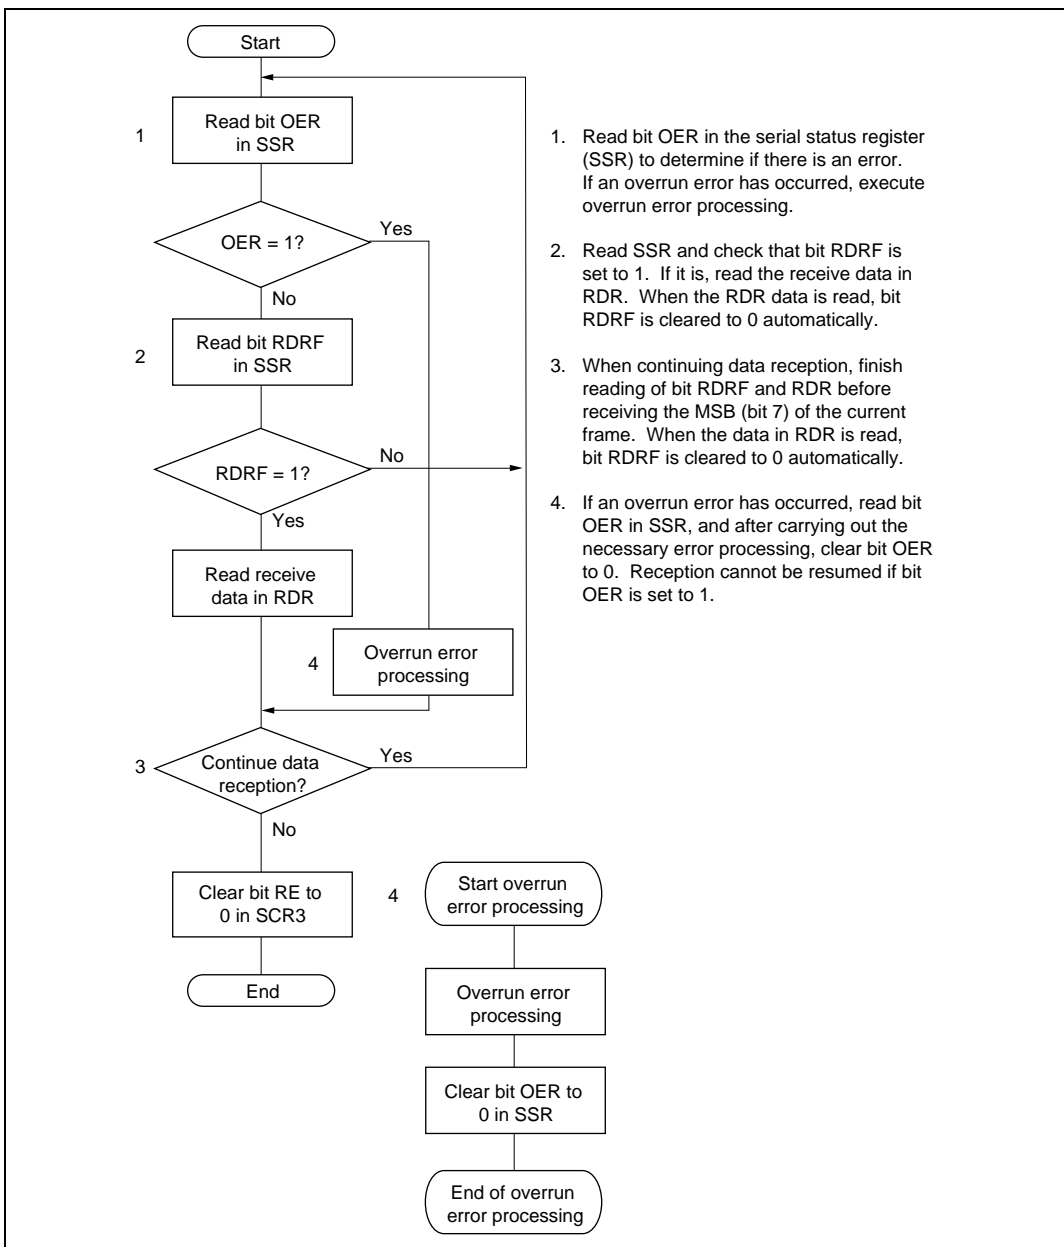 Start
1
Read bit OER
in SSR
OER = 1?
Yes
No
2
Read bit RDRF
in SSR
RDRF = 1?
No
Yes
Read receive
data in RDR
4
Overrun error
processing
3
Continue data
reception?
Yes
No
Clear bit RE to
0 in SCR3
End
4
Start overrun
error processing
Overrun error
processing
Clear bit OER to
0 in SSR
End of overrun
error processing
1. Read bit OER in the serial status register
(SSR) to determine if there is an error.
If an overrun error has occurred, execute
overrun error processing.
2. Read SSR and check that bit RDRF is
set to 1. If it is, read the receive data in
RDR. When the RDR data is read, bit
RDRF is cleared to 0 automatically.
3. When continuing data reception, finish
reading of bit RDRF and RDR before
receiving the MSB (bit 7) of the current
frame. When the data in RDR is read,
bit RDRF is cleared to 0 automatically.
4. If an overrun error has occurred, read bit
OER in SSR, and after carrying out the
necessary error processing, clear bit OER
to 0. Reception cannot be resumed if bit
OER is set to 1.